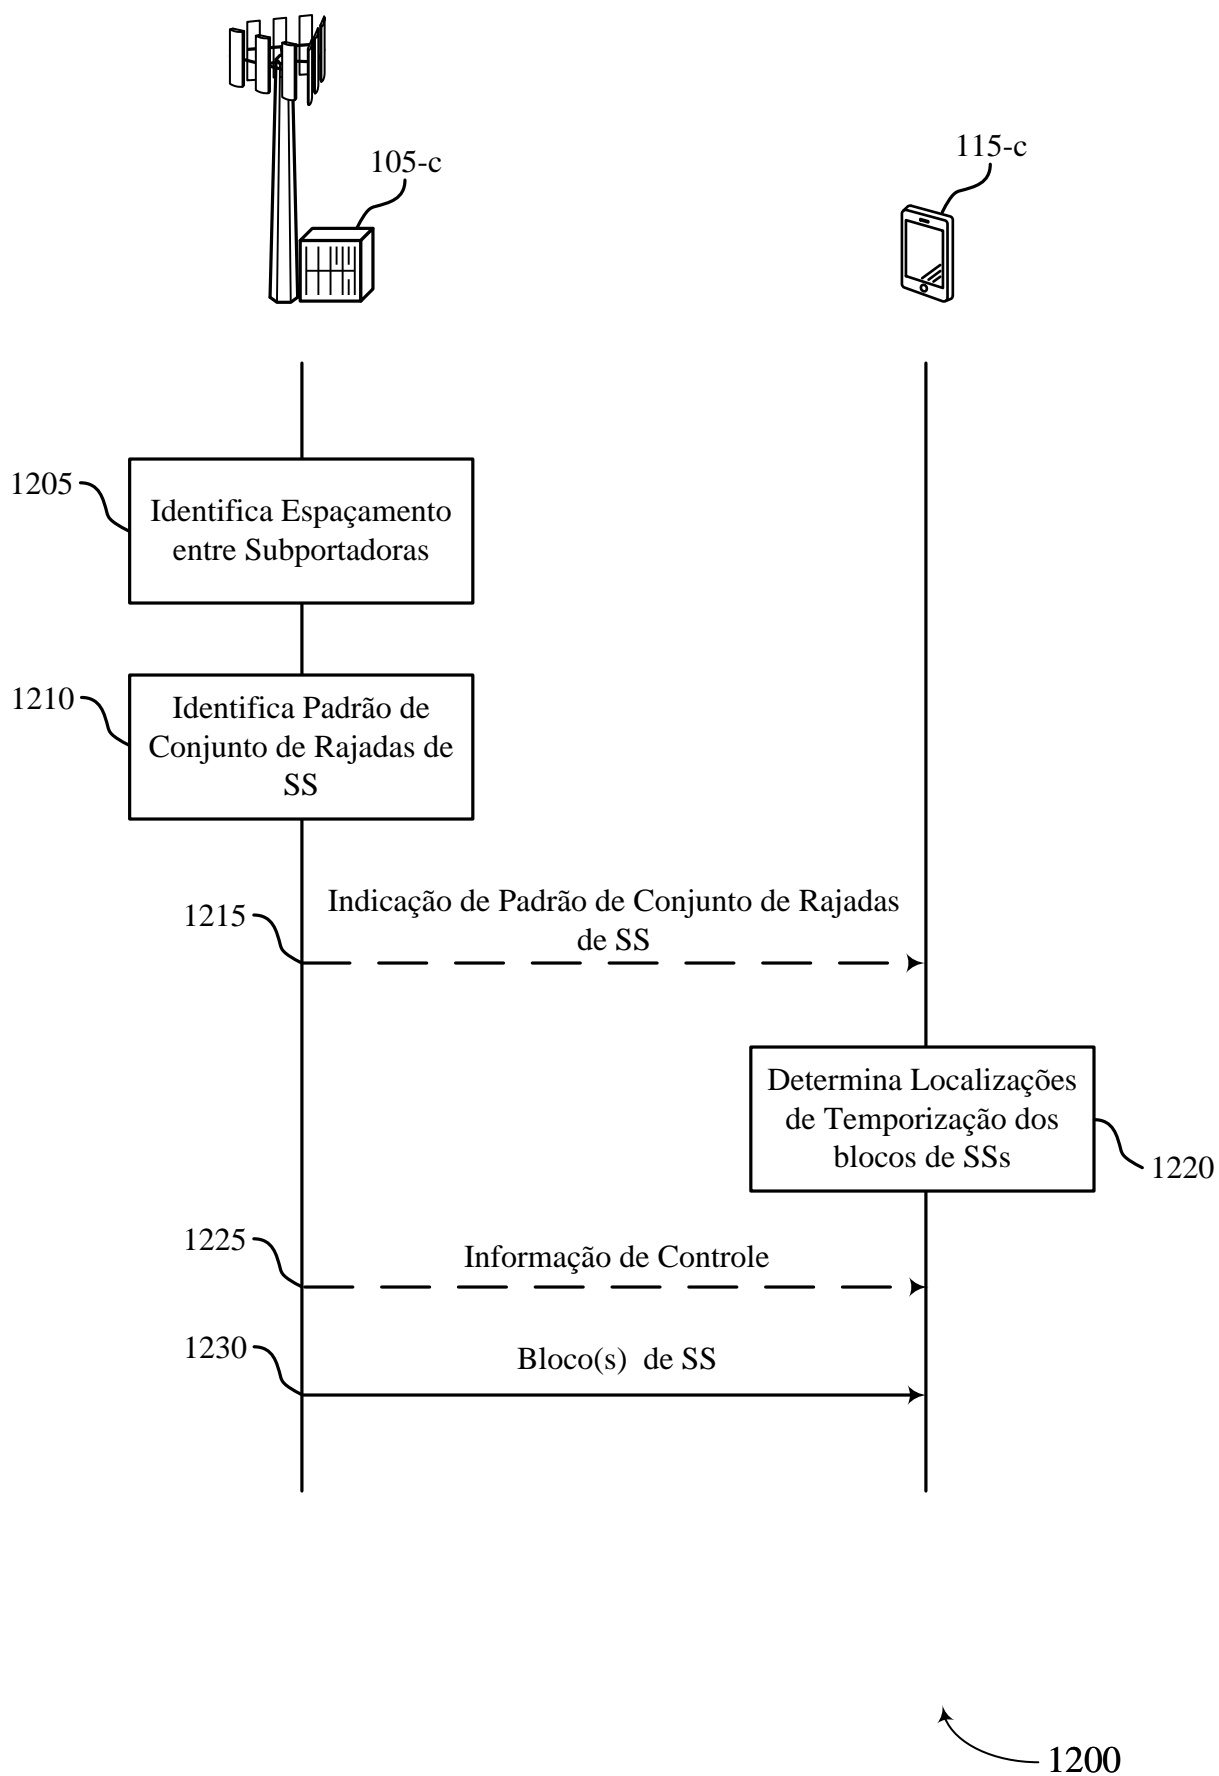 105-c
115-c
1205
Identifica Espaçamento
entre Subportadoras
1210
Identifica Padrão de
Conjunto de Rajadas de
SS
1215
Indicação de Padrão de Conjunto de Rajadas
de SS
Determina Localizações
de Temporização dos
blocos de SSs
1220
1225
Informação de Controle
1230
Bloco(s) de SS
1200